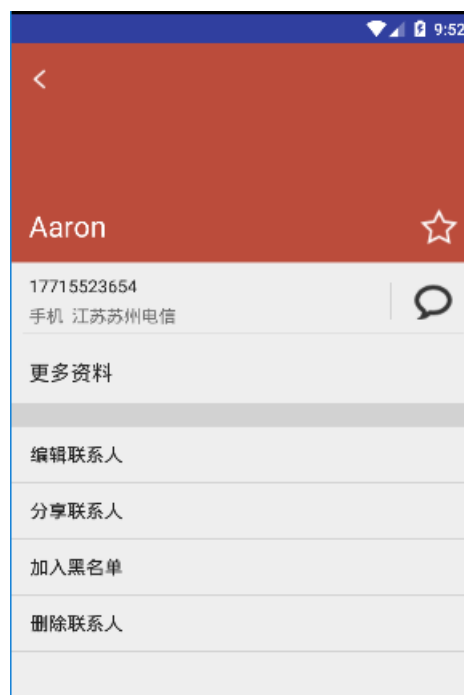 9:52
Aaron
17715523654
手机 江苏苏州电信
更多资料
编辑联系人
分享联系人
加入黑名单
删除联系人